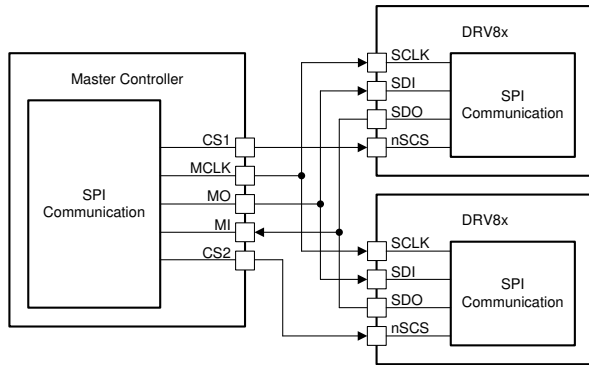 Master Controller
SPI
Communication
CS1
MCLK
MO
MI
CS2
DRV8x
SCLK
SDI
SDO
nSCS
SPI
Communication
DRV8x
SCLK
SDI
SDO
nSCS
SPI
Communication